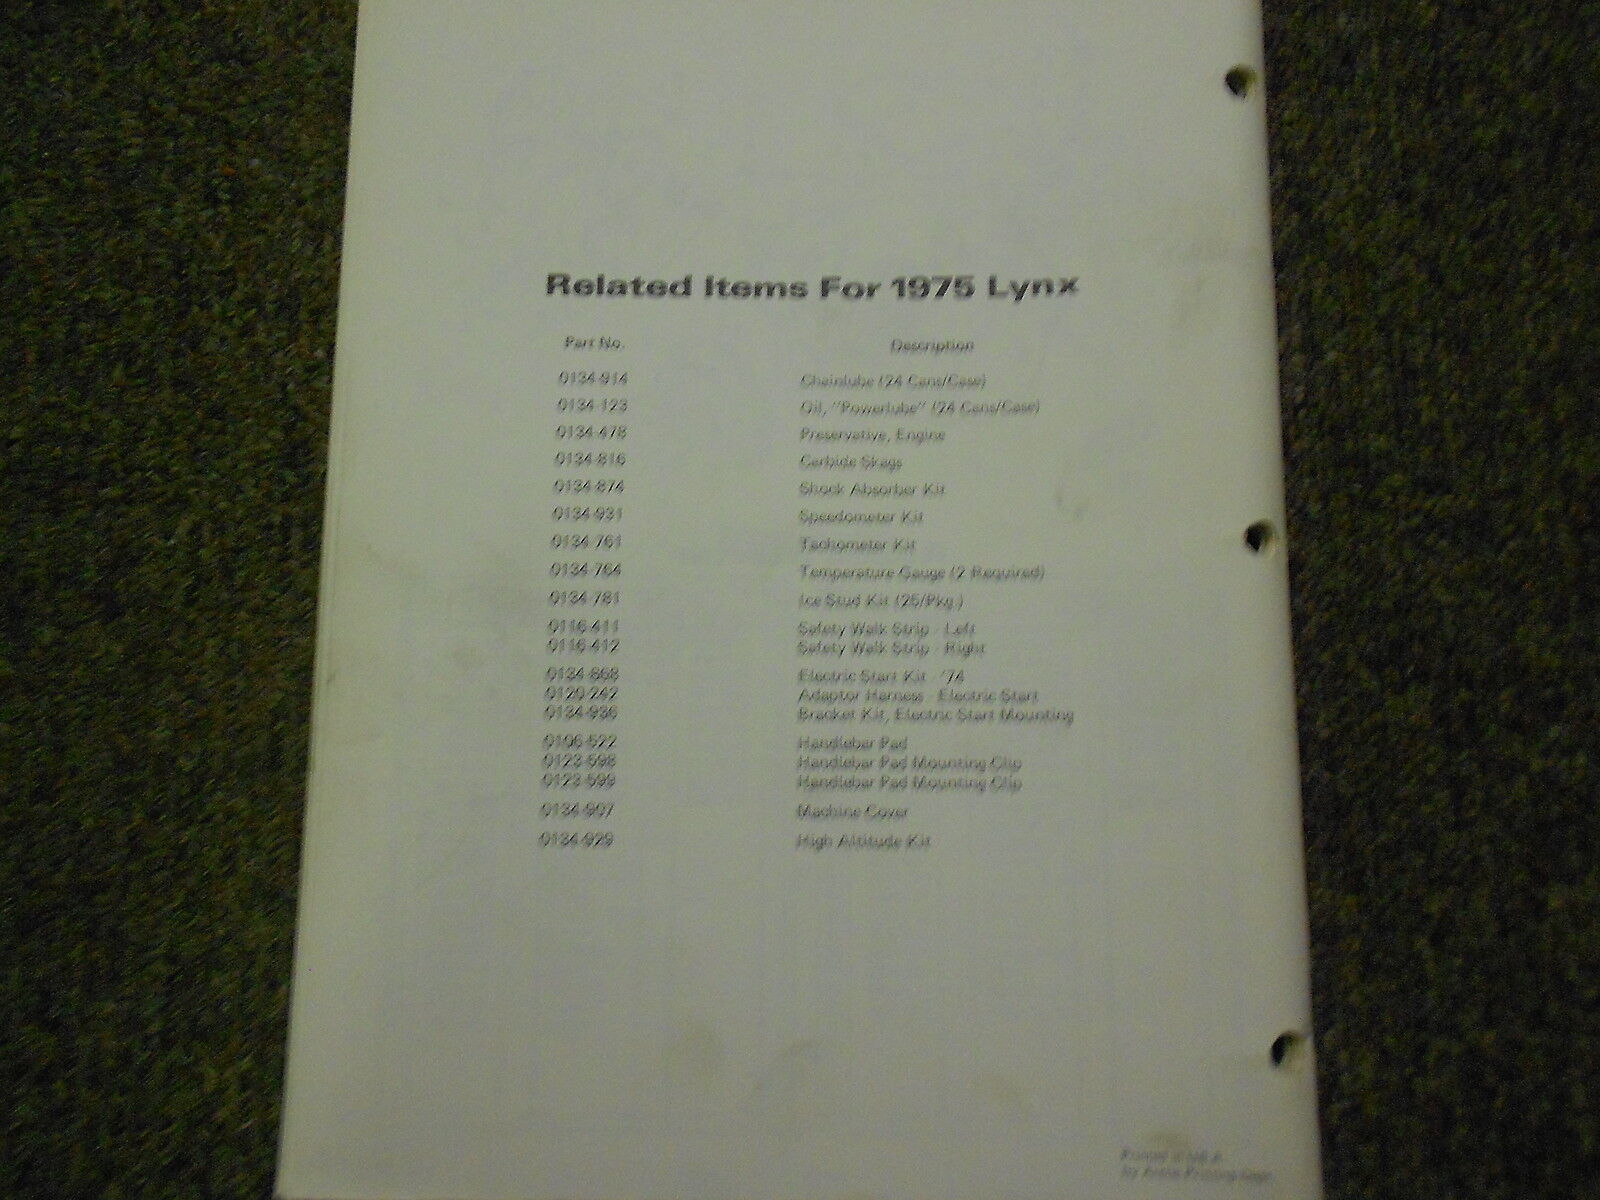 Related Items For 1975 Lynx
Part No. Description
0134-914 Chainlube (24 Cans/Case)
0134-123 Oil, "Powerlube" (24 Cans/Case)
0134-478 Preservative, Engine
0134-816 Carbide Skags
0134-874 Shock Absorber Kit
0134-931 Speedometer Kit
0134-761 Tachometer Kit
0134-764 Temperature Gauge (2 Required)
0134-781 Ice Stud Kit (25/Pkg.)
0116-411 Safety Walk Strip - Left
0116-412 Safety Walk Strip - Right
0134-868 Electric Start Kit - '74
0120-242 Adaptor Harness - Electric Start
0134-936 Bracket Kit, Electric Start Mounting
0106-522 Handlebar Pad
0123-598 Handlebar Pad Mounting Clip
0123-599 Handlebar Pad Mounting Clip
0134-907 Machine Cover
0134-929 High Altitude Kit
Printed
by Arctic Printing